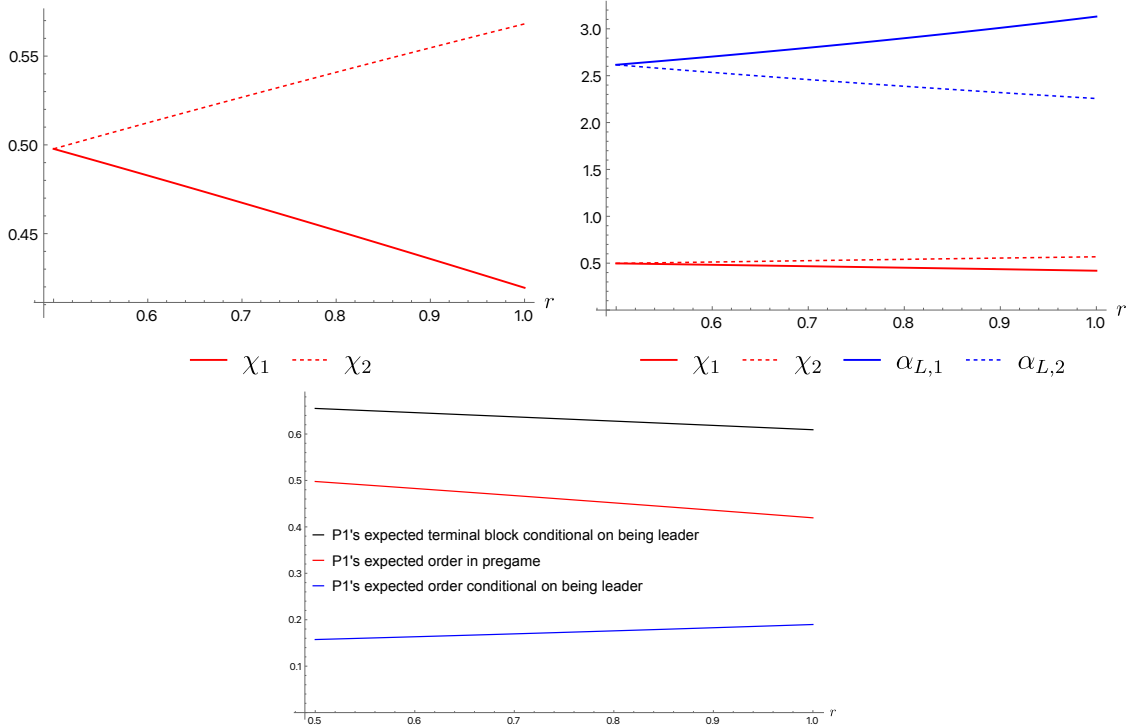 0.55
0.50
0.45
0.6 0.7 0.8 0.9 1.0 r
χ1 χ2
3.0
2.5
2.0
1.5
1.0
0.5
0.6 0.7 0.8 0.9 1.0 r
χ1 χ2 αL,1 αL,2
0.6
0.5
0.4
P1's expected terminal block conditional on being leader
P1's expected order in pregame
0.3
P1's expected order conditional on being leader
0.2
0.1
0.5 0.6 0.7 0.8 0.9 1.0 r